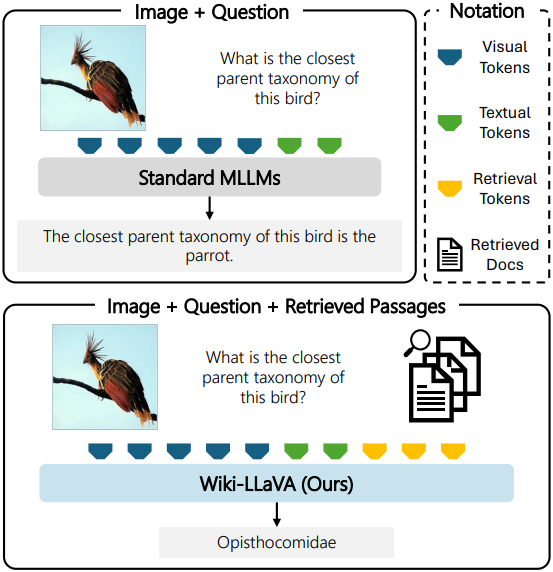 Image + Question
What is the closest
parent taxonomy of
this bird?
Standard MLLMs
The closest parent taxonomy of this bird is the
parrot.
Notation
Visual
Tokens
Textual
Tokens
Retrieval
Tokens
Retrieved
Docs
Image + Question + Retrieved Passages
What is the closest
parent taxonomy of
this bird?
Wiki-LLaVA (Ours)
Opisthocomidae